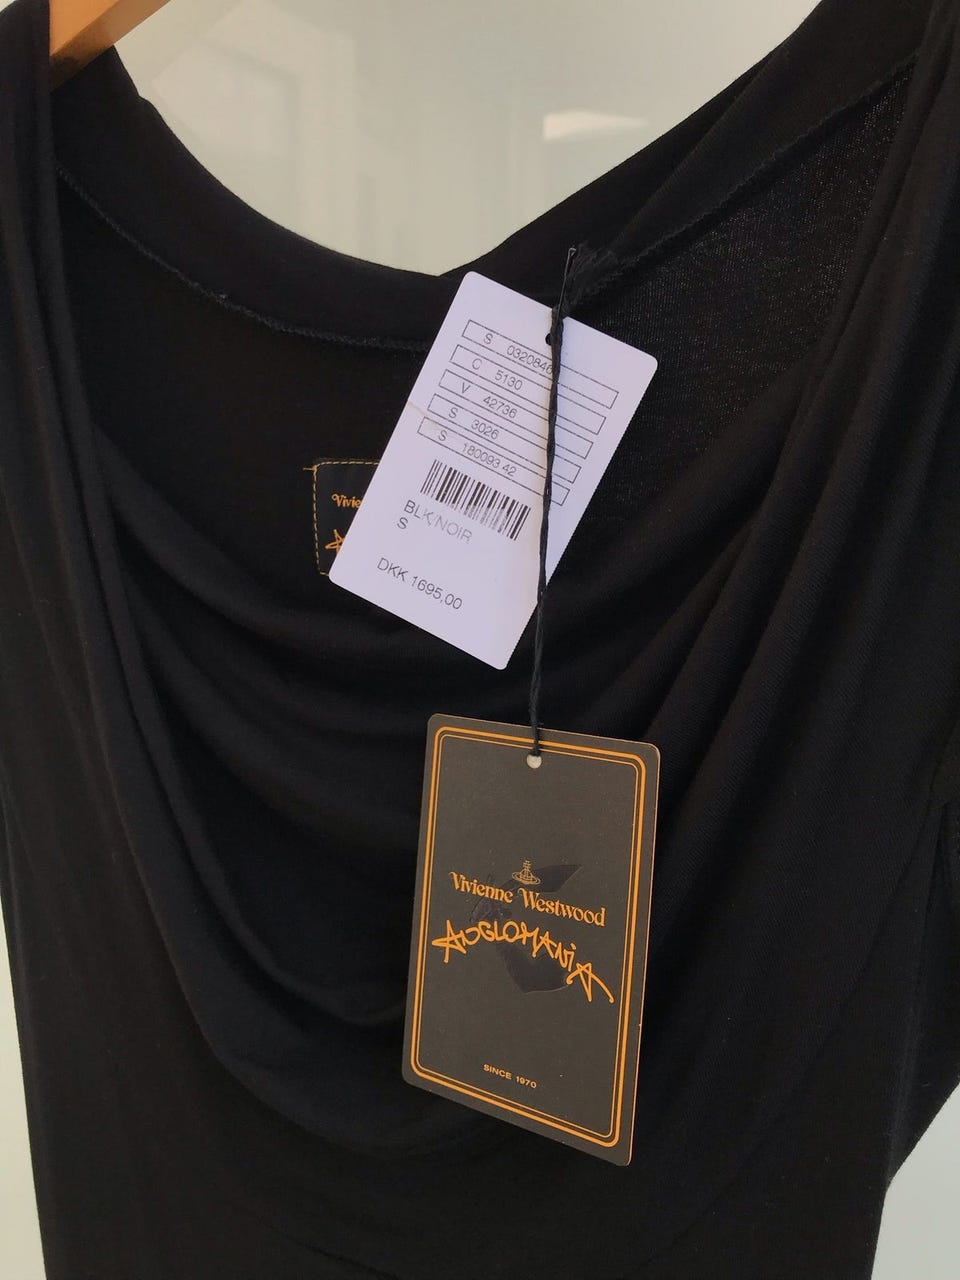 S 0320846
C 5130
V 42736
S 3026
S 180093 42
BLK/NOIR
S
DKK 1695,00
Vivienne Westwood
ANGLOMANIA
SINCE 1970